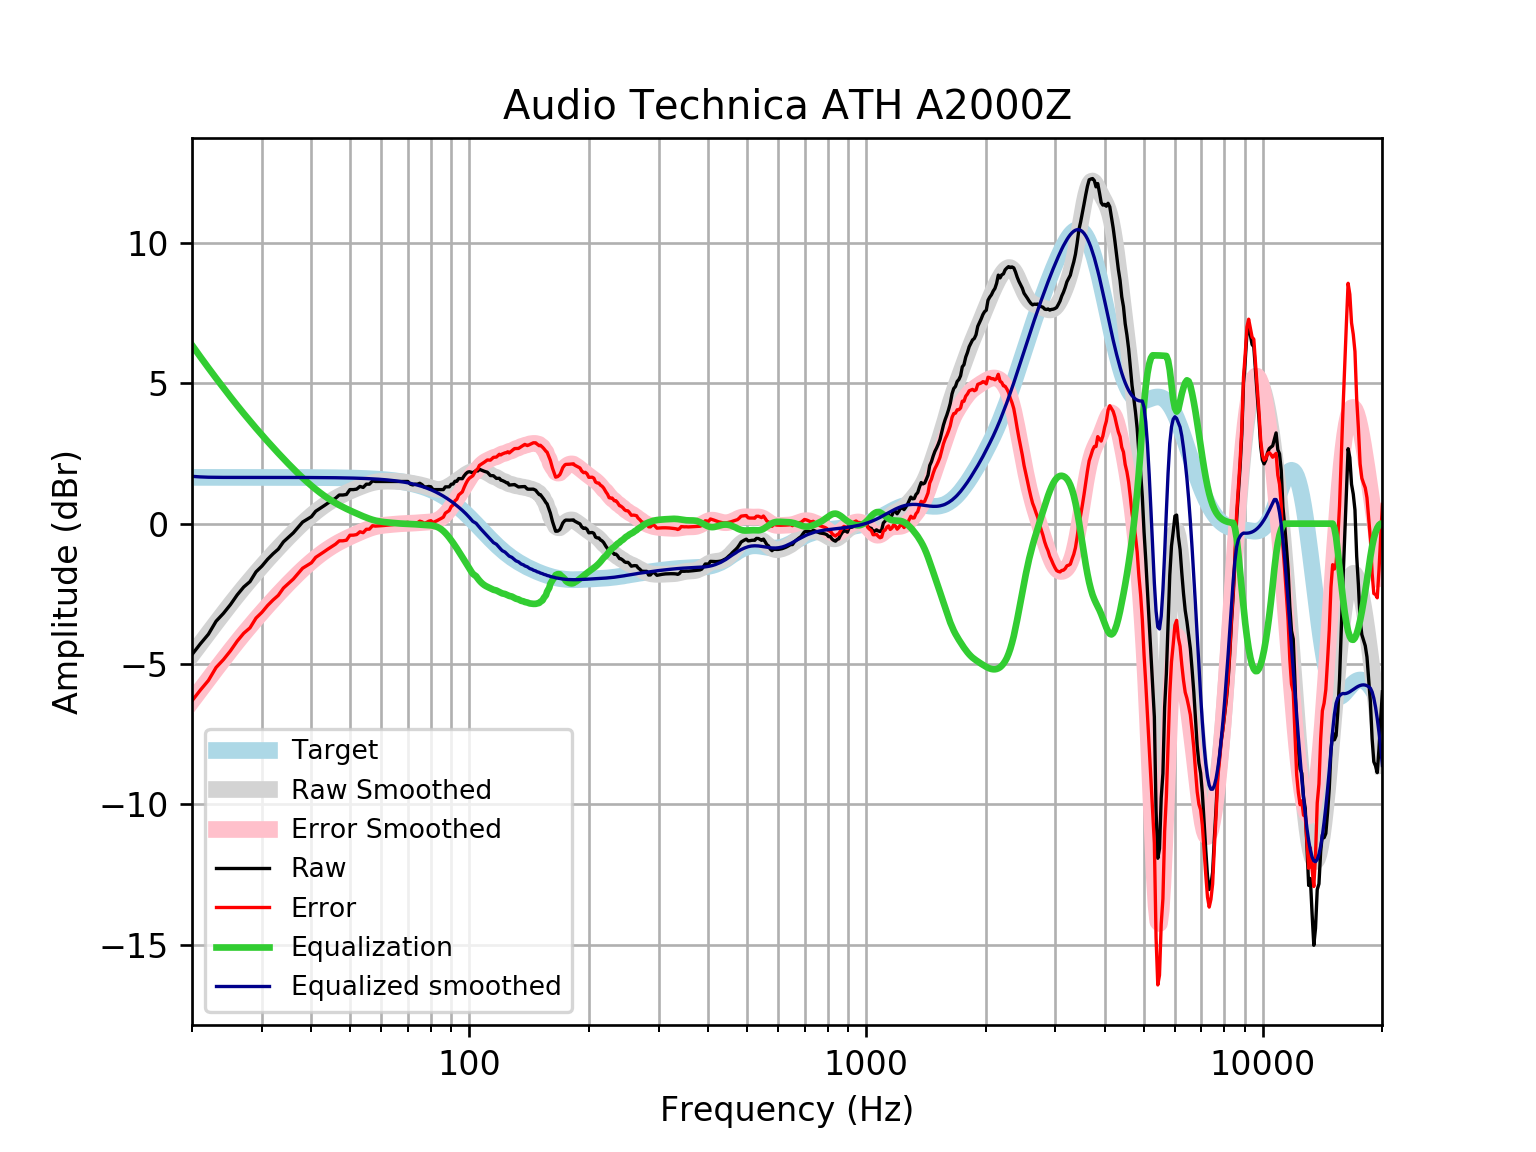 Audio Technica ATH A2000Z
Amplitude (dBr)
10
5
0
−5
−10
−15
Target
Raw Smoothed
Error Smoothed
Raw
Error
Equalization
Equalized smoothed
100 1000 10000
Frequency (Hz)